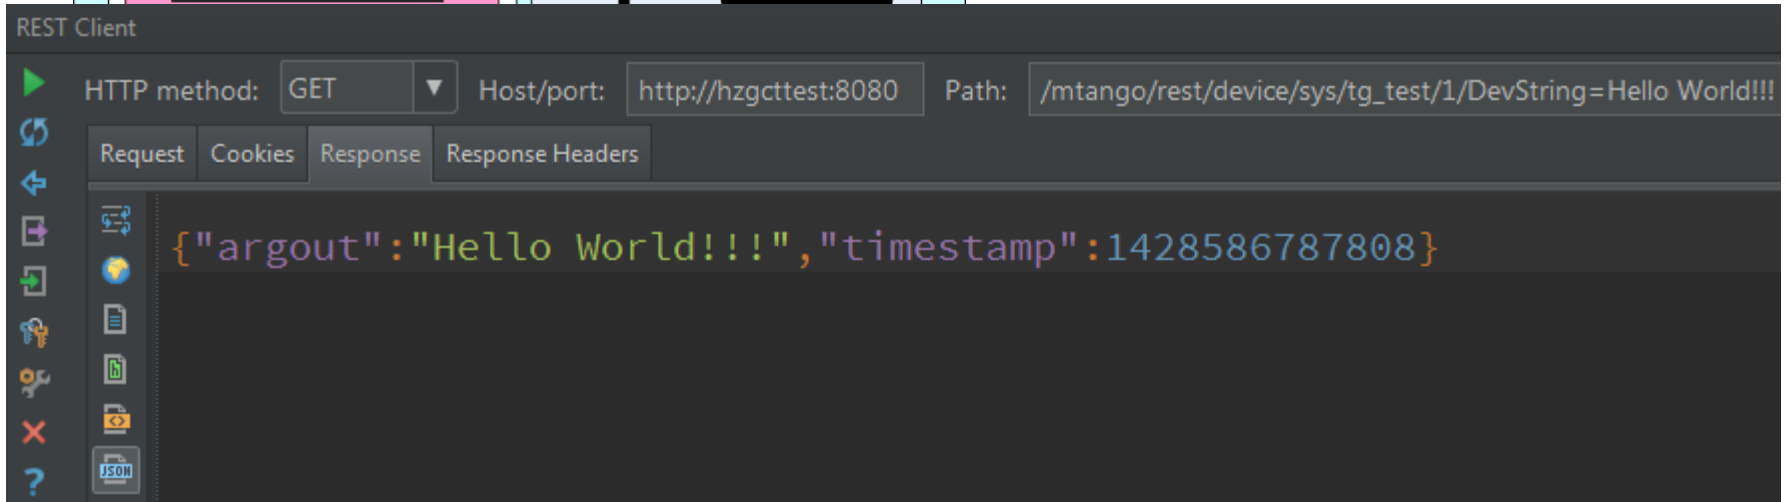 REST Client
HTTP method: GET Host/port: http://hzgcttest:8080 Path: /mtango/rest/device/sys/tg_test/1/DevString=Hello World!!!
Request Cookies Response Response Headers
{"argout":"Hello World!!!","timestamp":1428586787808}
h
JSON
?